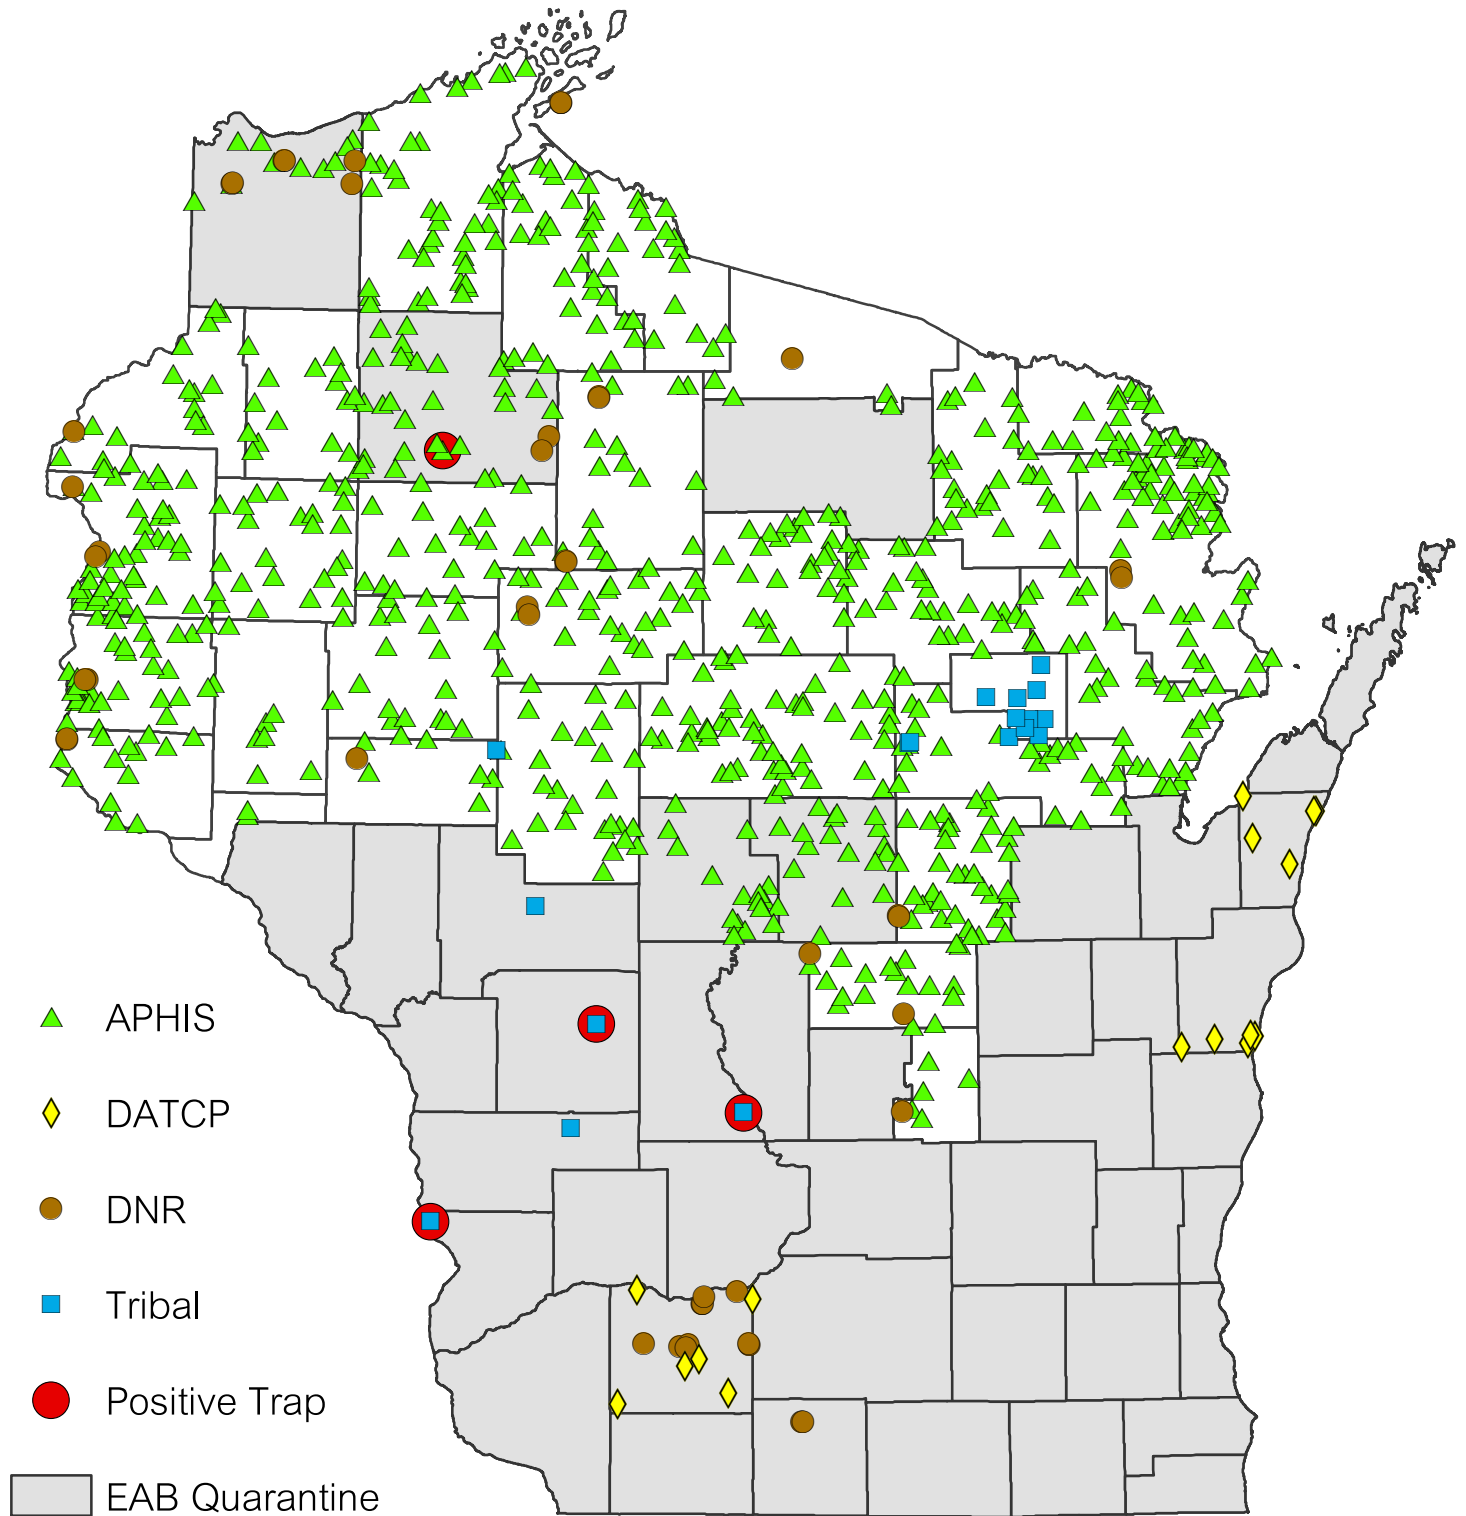 APHIS
DATCP
DNR
Tribal
Positive Trap
EAB Quarantine